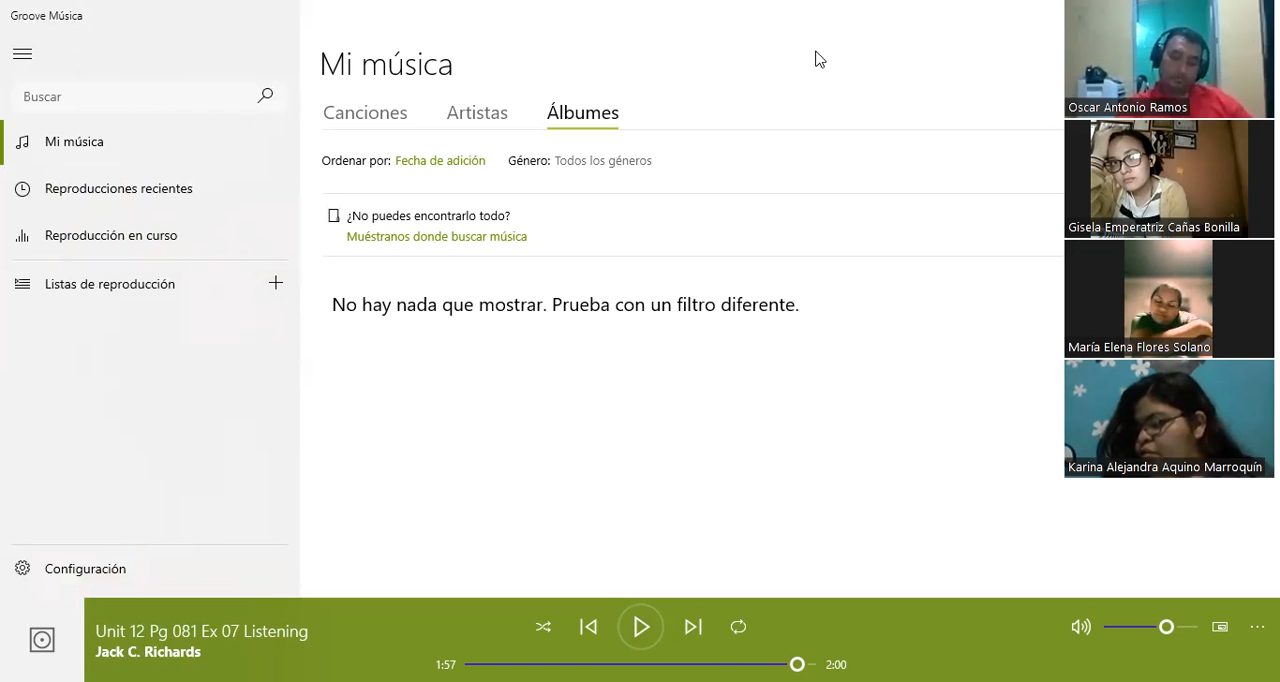 Groove Música
Buscar
Mi música
Reproducciones recientes
Reproducción en curso
Listas de reproducción
Configuración
Mi música
Canciones Artistas Álbumes
Ordenar por: Fecha de adición Género: Todos los géneros
¿No puedes encontrarlo todo?
Muéstranos donde buscar música
No hay nada que mostrar. Prueba con un filtro diferente.
Oscar Antonio Ramos
Gisela Emperatriz Cañas Bonilla
María Elena Flores Solano
Karina Alejandra Aquino Marroquín
Unit 12 Pg 081 Ex 07 Listening
Jack C. Richards
1:57 2:00